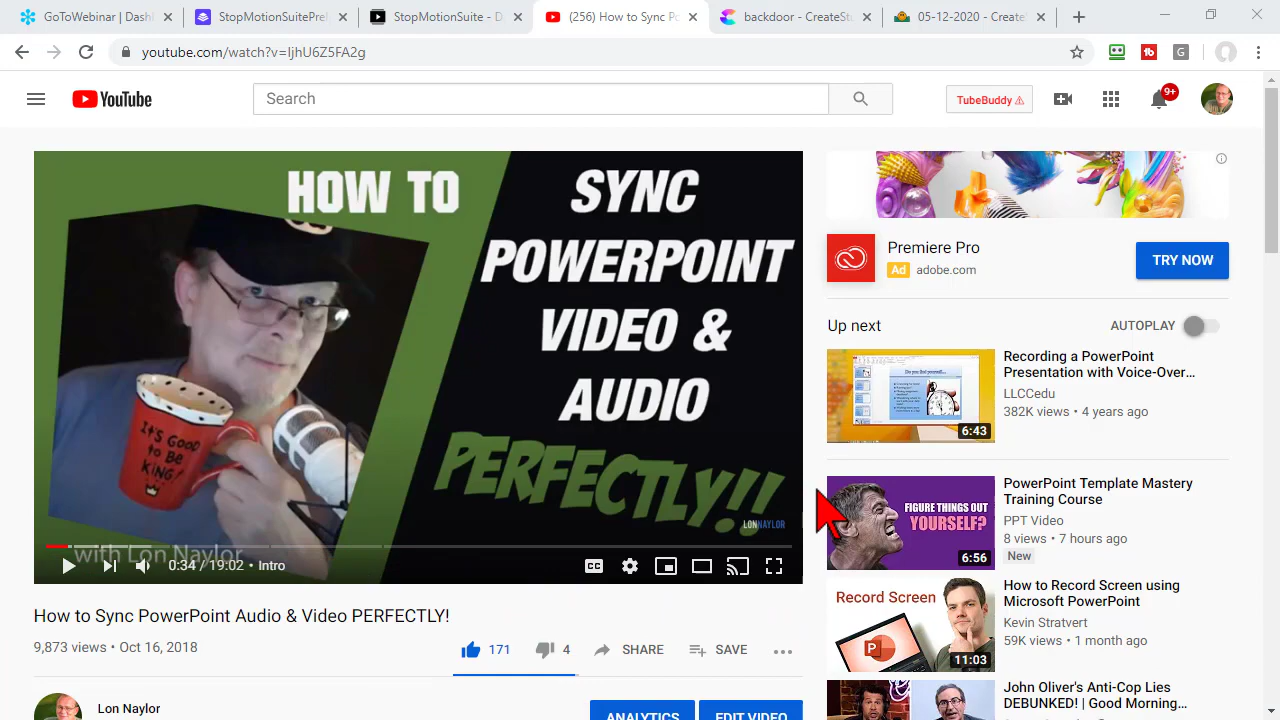 GoToWebinar | Dash
StopMotionSuitePre
StopMotionSuite - D
(256) How to Sync Po
backdoor - CreateSt
05-12-2020 - Create
youtube.com/watch?v=IjhU6Z5FA2g
YouTube
Search
TubeBuddy
9+
HOW TO
SYNC
POWERPOINT
VIDEO &
AUDIO
PERFECTLY!!
IT'S GOOD
TO BE
KING!
LONNAYLOR
with Lon Naylor
0:34 / 19:02 • Intro
CC
How to Sync PowerPoint Audio & Video PERFECTLY!
9,873 views • Oct 16, 2018
171
4
SHARE
SAVE
Lon Naylor
ANALYTICS
EDIT VIDEO
Premiere Pro
Ad adobe.com
TRY NOW
Up next
AUTOPLAY
6:43
Recording a PowerPoint
Presentation with Voice-Over...
LLCCedu
382K views • 4 years ago
FIGURE THINGS OUT
YOURSELF?
6:56
PowerPoint Template Mastery
Training Course
PPT Video
8 views • 7 hours ago
New
Record Screen
P
11:03
How to Record Screen using
Microsoft PowerPoint
Kevin Stratvert
59K views • 1 month ago
John Oliver's Anti-Cop Lies
DEBUNKED! | Good Morning...